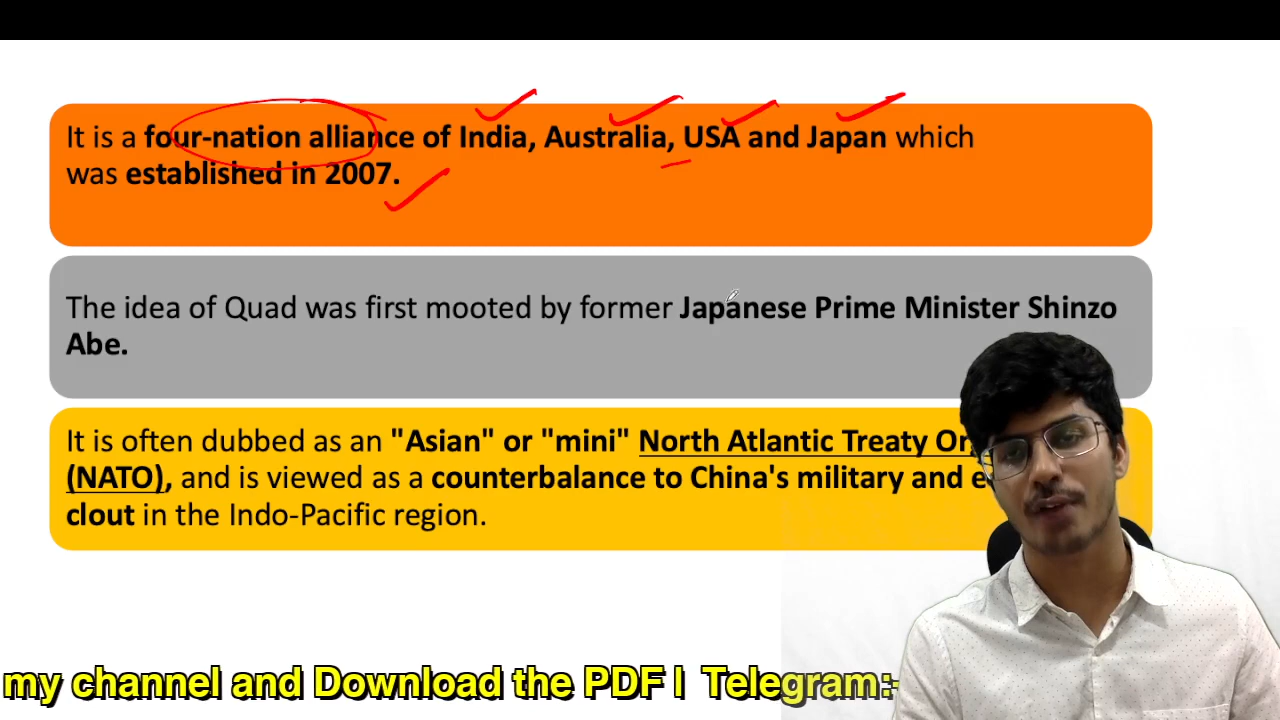 It is a four-nation alliance of India, Australia, USA and Japan which
was established in 2007.
The idea of Quad was first mooted by former Japanese Prime Minister Shinzo
Abe.
It is often dubbed as an "Asian" or "mini" North Atlantic Treaty
(NATO), and is viewed as a counterbalance to China's military and
clout in the Indo-Pacific region.
my channel and Download the PDF | Telegram:-